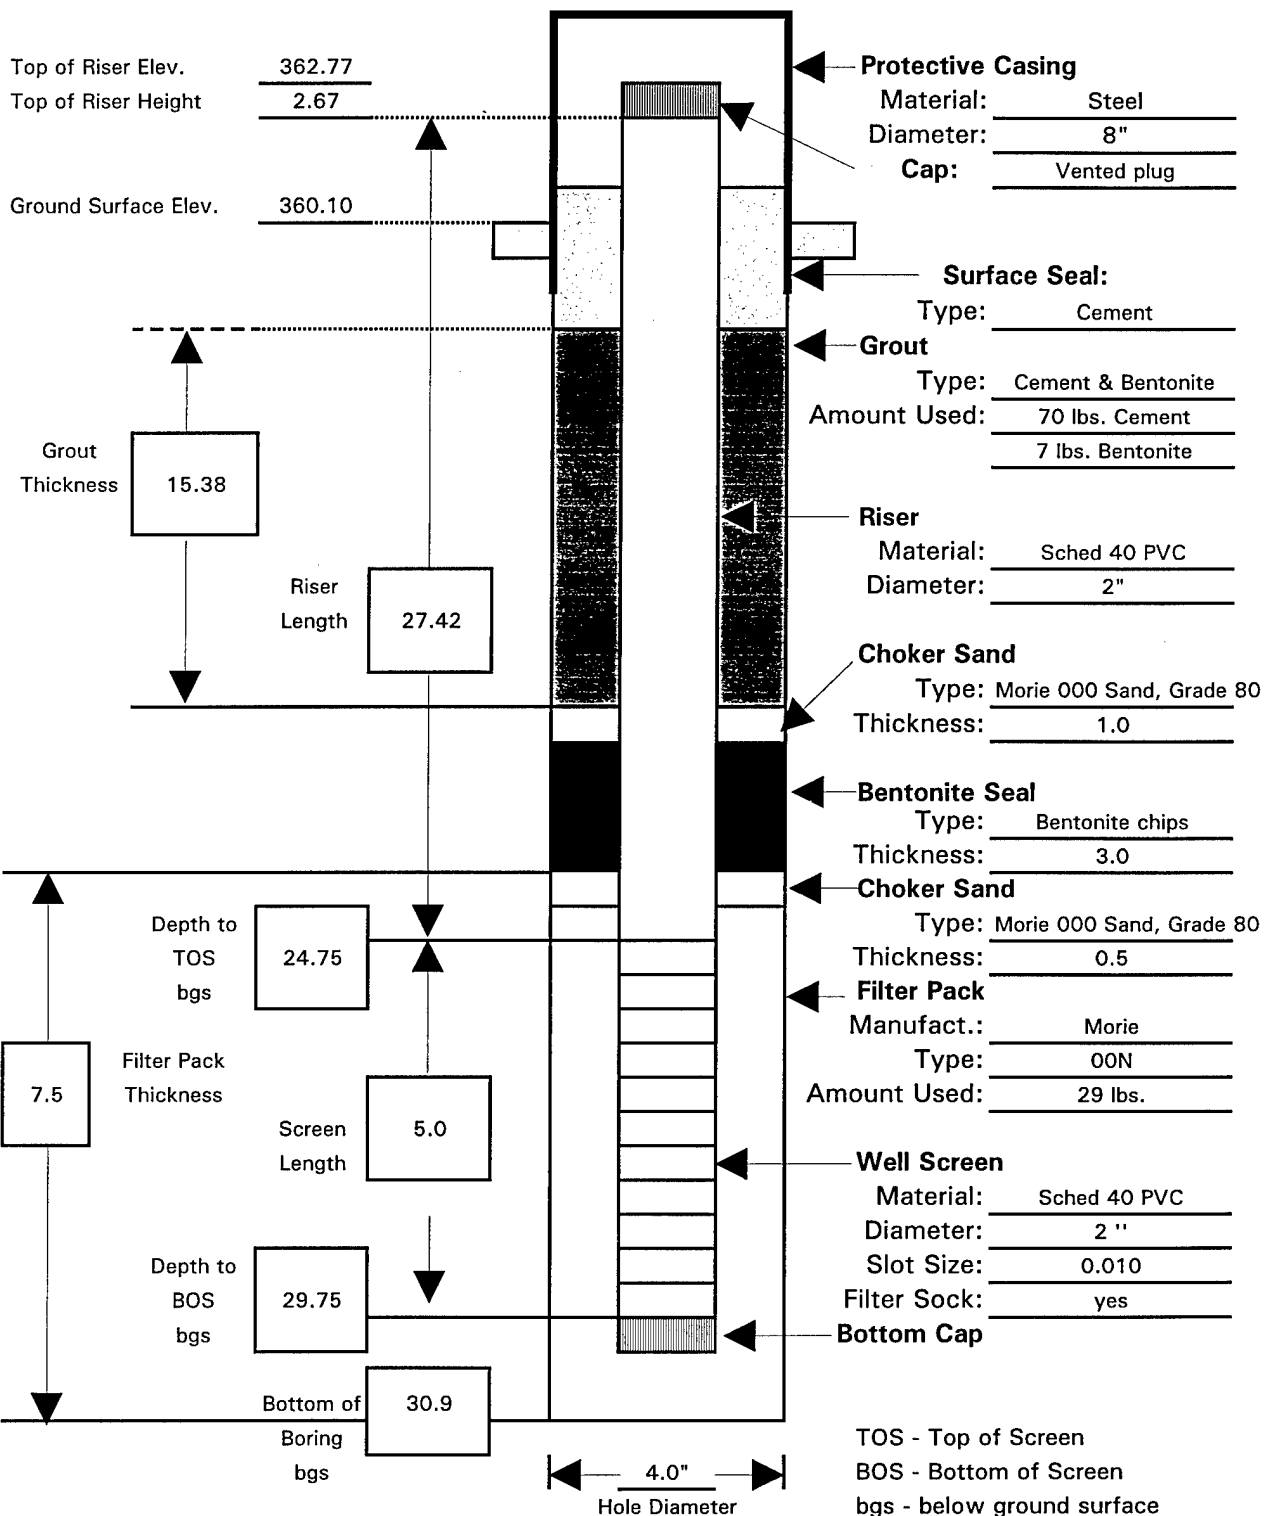 Top of Riser Elev. 362.77
Top of Riser Height 2.67
Ground Surface Elev. 360.10
Grout
Thickness
15.38
Riser
Length
27.42
Depth to
TOS
bgs
24.75
7.5
Filter Pack
Thickness
Screen
Length
5.0
Depth to
BOS
bgs
29.75
Bottom of
Boring
bgs
30.9
4.0"
Hole Diameter
Protective Casing
Material: Steel
Diameter: 8"
Cap: Vented plug
Surface Seal:
Type: Cement
Grout
Type: Cement & Bentonite
Amount Used: 70 lbs. Cement
7 lbs. Bentonite
Riser
Material: Sched 40 PVC
Diameter: 2"
Choker Sand
Type: Morie 000 Sand, Grade 80
Thickness: 1.0
Bentonite Seal
Type: Bentonite chips
Thickness: 3.0
Choker Sand
Type: Morie 000 Sand, Grade 80
Thickness: 0.5
Filter Pack
Manufact.: Morie
Type: 00N
Amount Used: 29 lbs.
Well Screen
Material: Sched 40 PVC
Diameter: 2 ''
Slot Size: 0.010
Filter Sock: yes
Bottom Cap
TOS - Top of Screen
BOS - Bottom of Screen
bgs - below ground surface